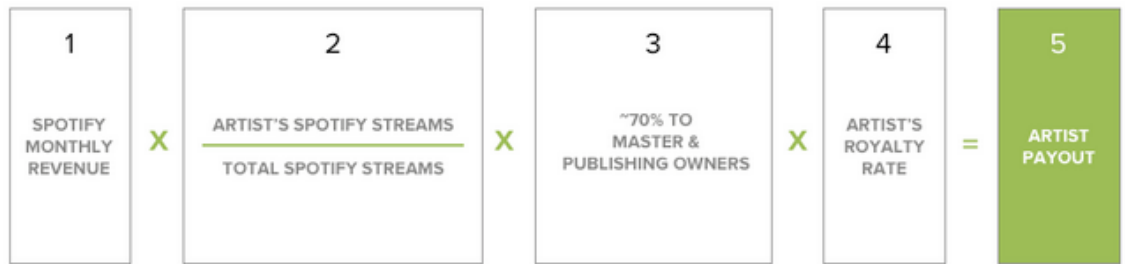 1
SPOTIFY
MONTHLY
REVENUE
X
2
ARTIST'S SPOTIFY STREAMS
TOTAL SPOTIFY STREAMS
X
3
~70% TO
MASTER &
PUBLISHING OWNERS
X
4
ARTIST'S
ROYALTY
RATE
=
5
ARTIST
PAYOUT